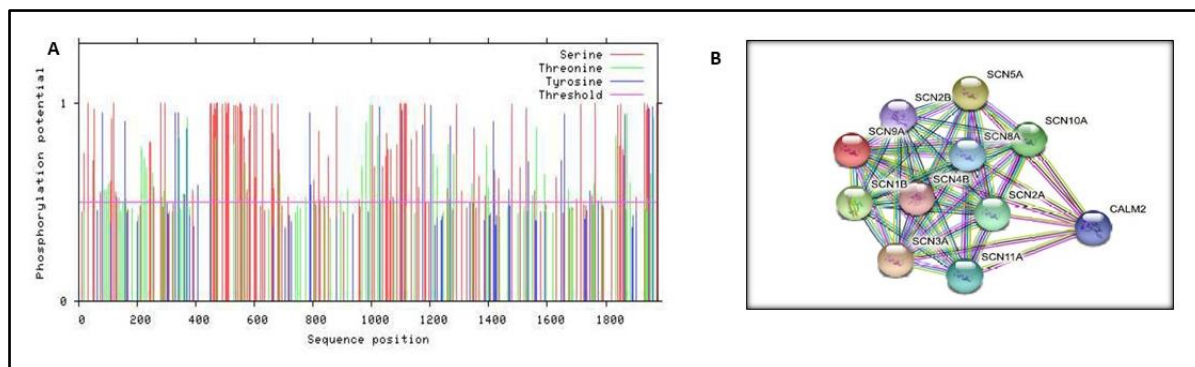 A
Serine
Threonine
Tyrosine
Threshold
Phosphorylation potential
1
0
0 200 400 600 800 1000 1200 1400 1600 1800
Sequence position
B
SCN5A
SCN2B
SCN10A
SCN9A
SCN8A
SCN1B
SCN4B
SCN2A
CALM2
SCN3A
SCN11A